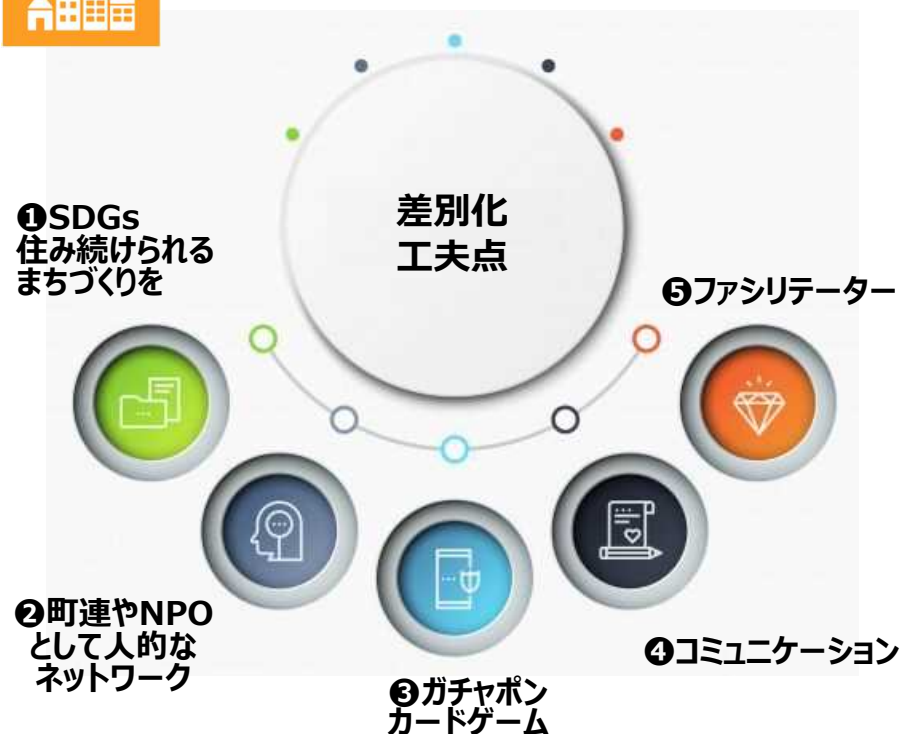 差別化
工夫点
❶SDGs
住み続けられる
まちづくりを
❷町連やNPO
として人的な
ネットワーク
❸ガチャポン
カードゲーム
❹コミュニケーション
❺ファシリテーター